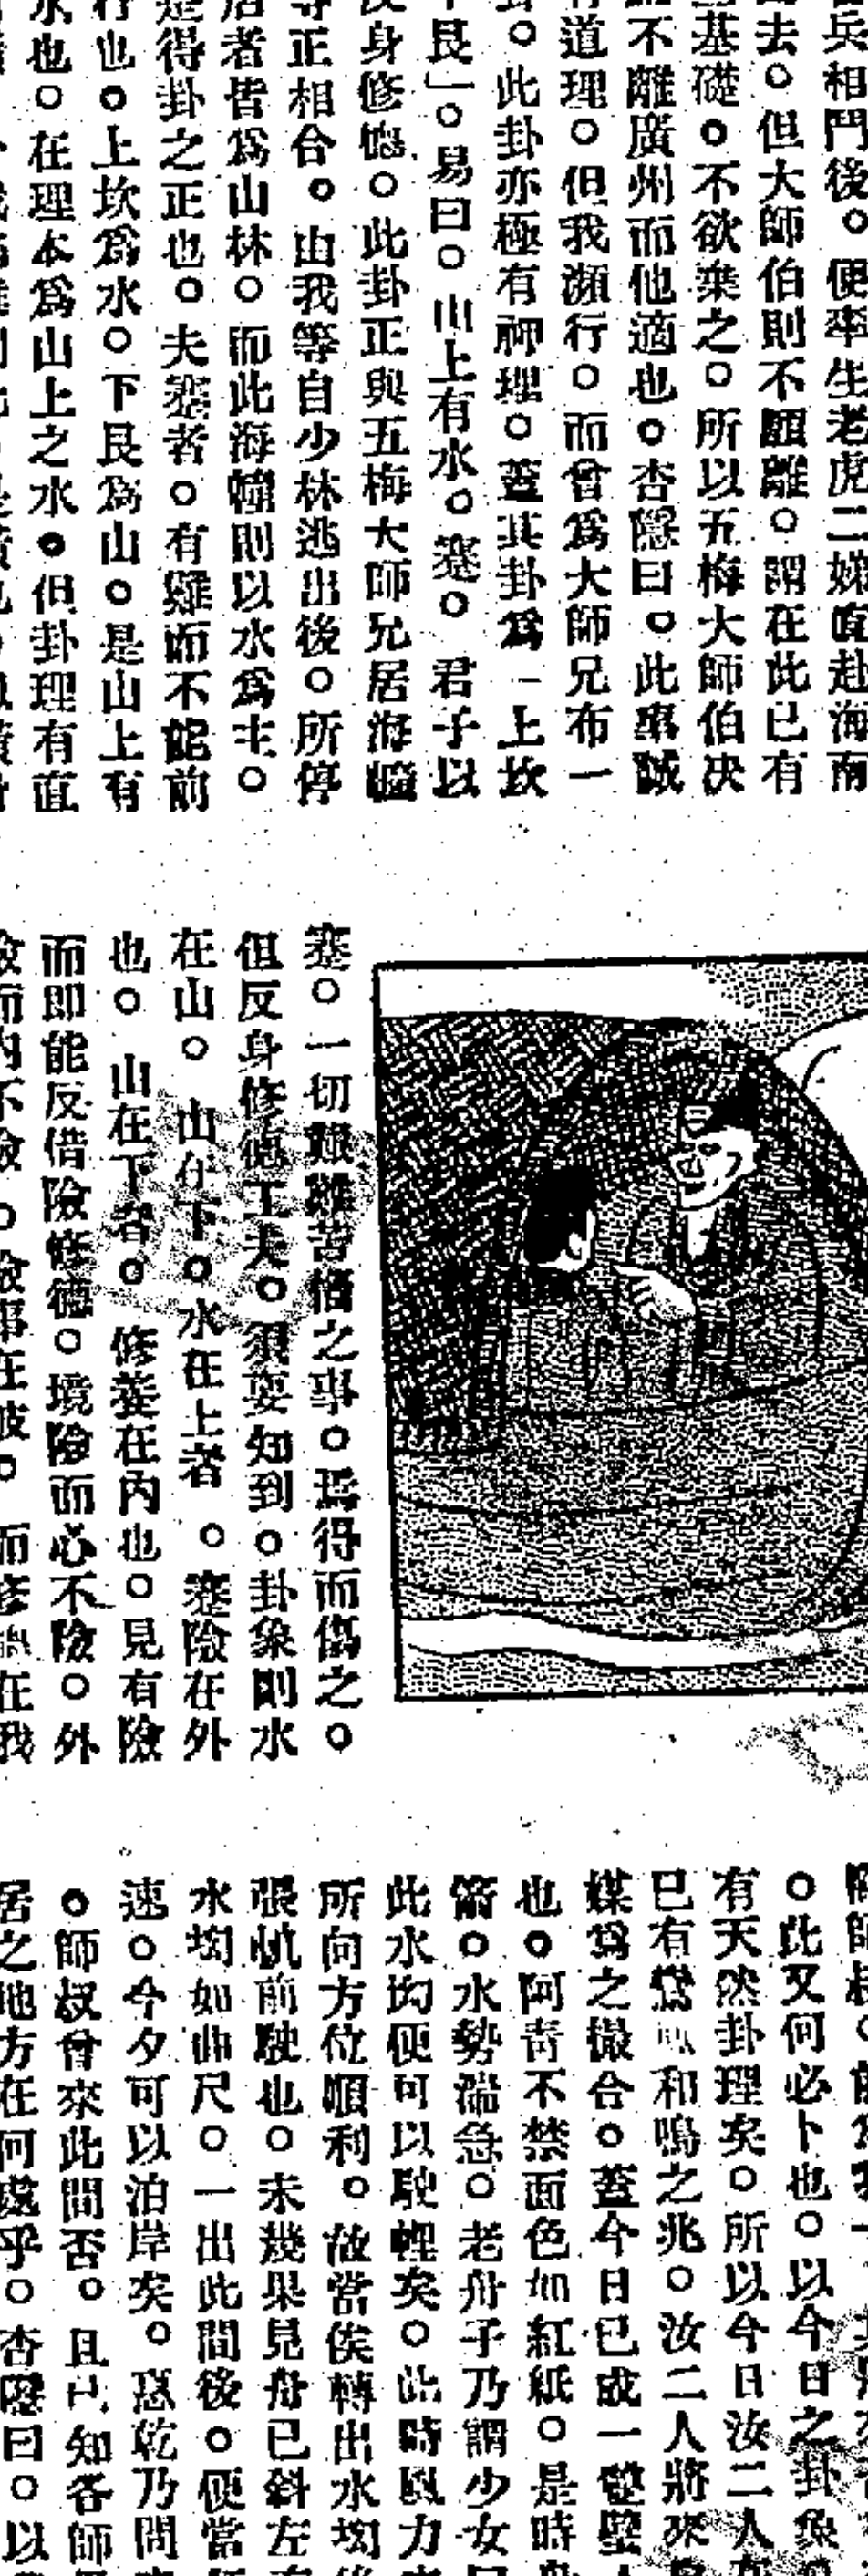 兵相鬥後。便率生老虎二娣直赴海南
去。但大師伯則不願離。謂在此已有
基礎。不欲棄之。所以五梅大師伯决
不離廣州而他適也。杏隱曰。此事誠
道理。但我瀕行。而曾爲大師兄布一
。此卦亦極有神理。蓋其卦爲「上坎
下艮」。易曰。山上有水。蹇。君子以
反身修德。此卦正與五梅大師兄居海幢
正相合。由我等自少林逃出後。所停
居者皆爲山林。而此海幢則以水爲主。
是得卦之正也。夫蹇者。有難而不能前
行也。上坎爲水。下艮爲山。是山上有
水也。在理本爲山上之水。但卦理有直
蹇。一切艱難苦惱之事。焉得而傷之。
但反身修德工夫。須要知到。卦象則水
在山。山在下。水在上者。蹇險在外
也。山在下者。修養在內也。見有險
而即能反借險修德。境險而心不險。外
險而內不險。險事在彼。而修 在我
。此又何必卜也。以今日之卦象
有天然卦理矣。所以今日汝二人
已有鸞鳳和鳴之兆。汝二人將來
媒爲之撮合。蓋今日已成一雙璧人
也。阿青不禁面色如紅紙。是時舟
箭。水勢湍急。老舟子乃謂少女曰
此水㘭便可以駛輕矣。此時風力
所向方位順利。故當俟轉出水㘭後
張帆前駛也。未幾果見舟已斜左
水㘭如曲尺。一出此間後。便當
速。今夕可以泊岸矣。惠乾乃問
。師叔曾來此間否。且已知各師
居之地方在何處乎。杏隱曰。以